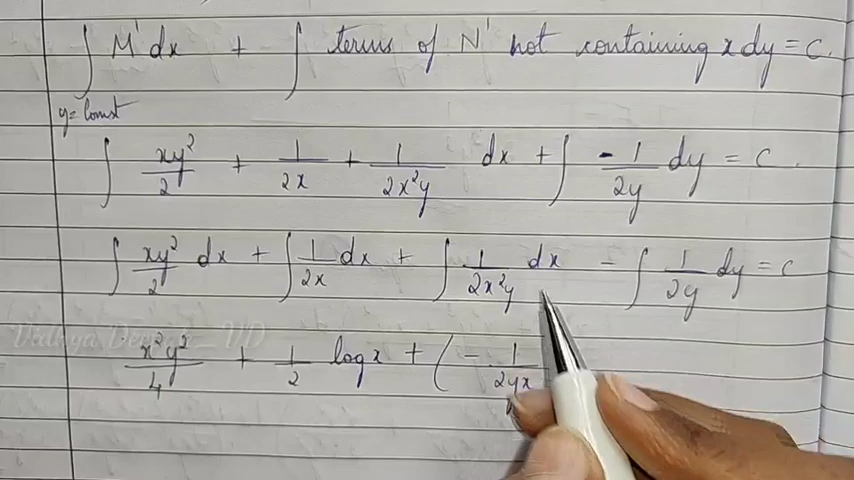 ∫ M' dx + ∫ terms of N' not containing x dy = C.
y = Const
∫ xy²/2 + 1/2x + 1/2x²y dx + ∫ -1/2y dy = C.
∫ xy²/2 dx + ∫ 1/2x dx + ∫ 1/2x²y dx - ∫ 1/2y dy = C
x²y²/4 + 1/2 logx + (-1/2yx